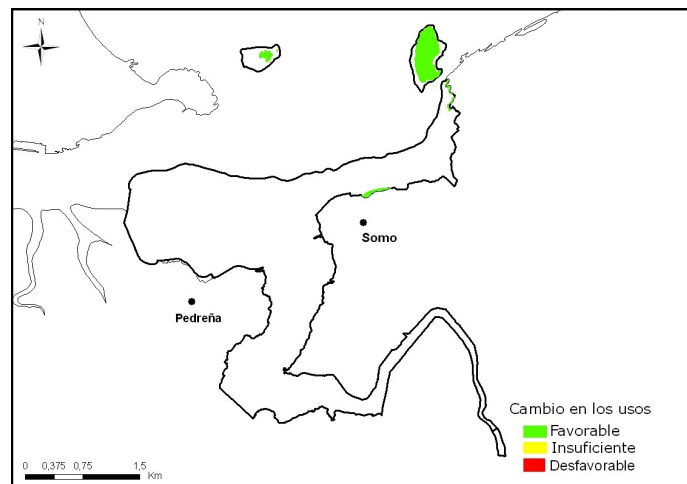 N
Somo
Pedreña
Cambio en los usos
Favorable
Insuficiente
Desfavorable
0 0,375 0,75 1,5
Km